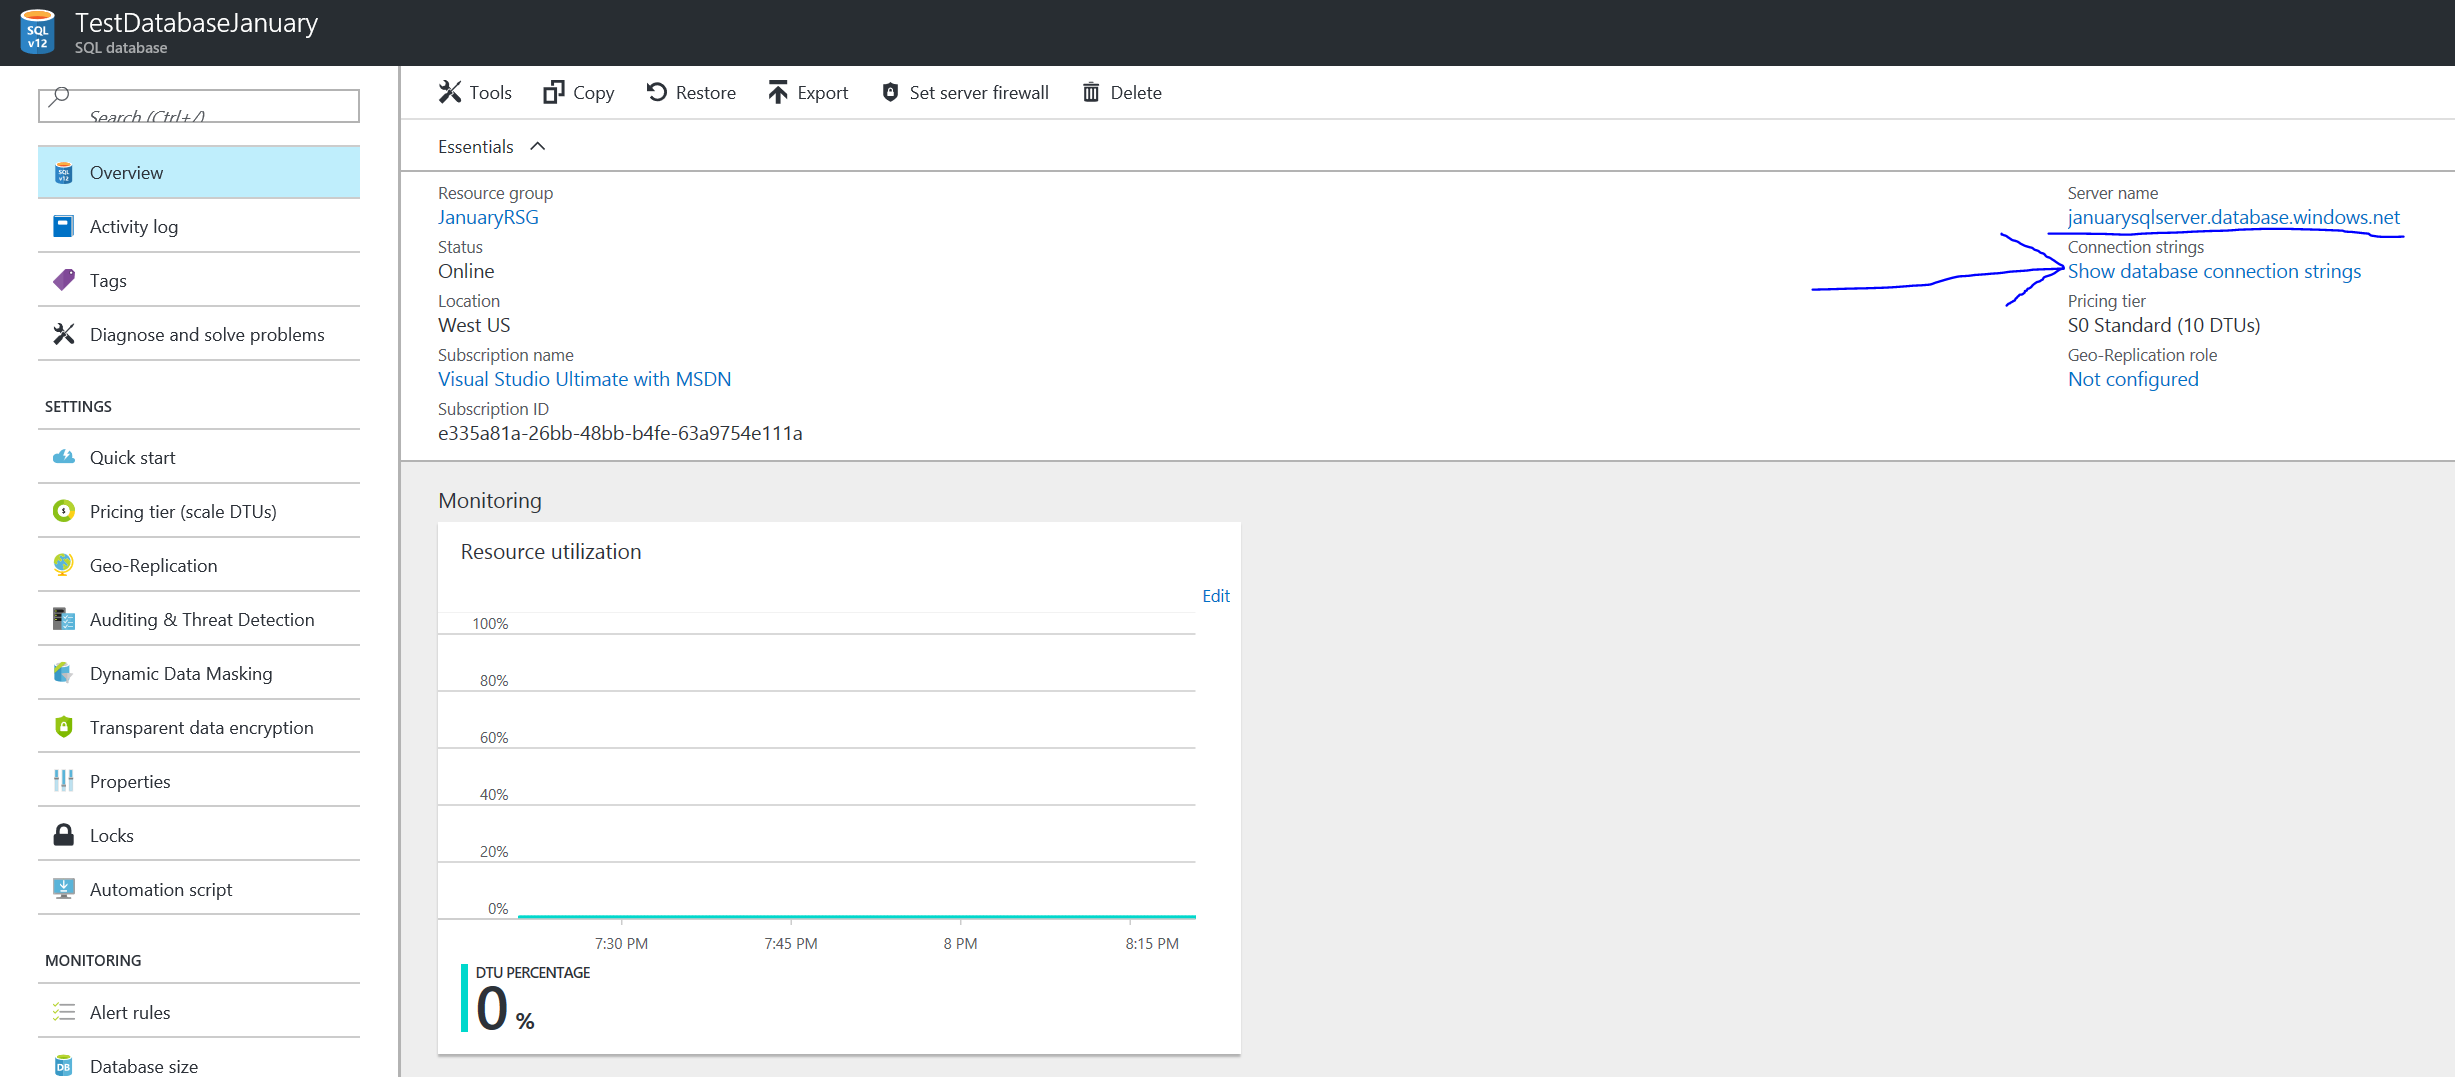 TestDatabaseJanuary
SQL database
SQL
v12
Search (Ctrl+/)
Overview
Activity log
Tags
Diagnose and solve problems
SETTINGS
Quick start
Pricing tier (scale DTUs)
Geo-Replication
Auditing & Threat Detection
Dynamic Data Masking
Transparent data encryption
Properties
Locks
Automation script
MONITORING
Alert rules
Database size
Tools
Copy
Restore
Export
Set server firewall
Delete
Essentials
Resource group
JanuaryRSG
Status
Online
Location
West US
Subscription name
Visual Studio Ultimate with MSDN
Subscription ID
e335a81a-26bb-48bb-b4fe-63a9754e111a
Server name
januarysqlserver.database.windows.net
Connection strings
Show database connection strings
Pricing tier
S0 Standard (10 DTUs)
Geo-Replication role
Not configured
Monitoring
Resource utilization
Edit
100%
80%
60%
40%
20%
0%
7:30 PM
7:45 PM
8 PM
8:15 PM
DTU PERCENTAGE
0 %